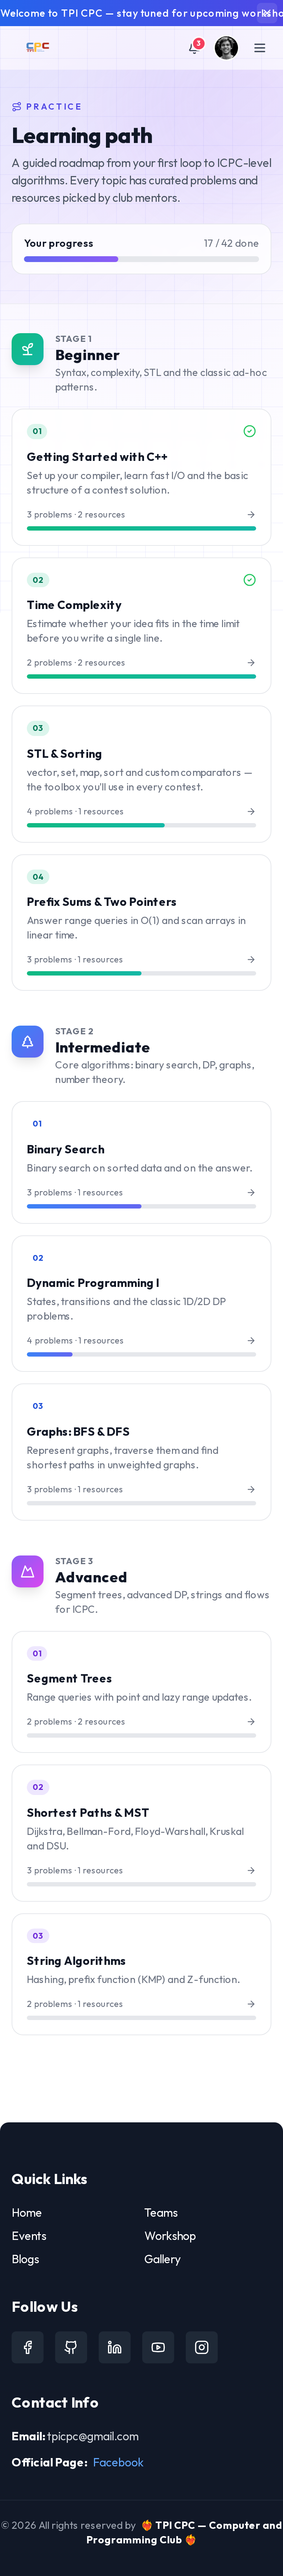 Welcome to TPI CPC — stay tuned for upcoming
CPC
3
PRACTICE
Learning path
A guided roadmap from your first loop to ICPC-level
algorithms. Every topic has curated problems and
resources picked by club mentors.
Your progress 17 / 42 done
STAGE 1
Beginner
Syntax, complexity, STL and the classic ad-hoc
patterns.
01
Getting Started with C++
Set up your compiler, learn fast I/O and the basic
structure of a contest solution.
3 problems · 2 resources
02
Time Complexity
Estimate whether your idea fits in the time limit
before you write a single line.
2 problems · 2 resources
03
STL & Sorting
vector, set, map, sort and custom comparators —
the toolbox you'll use in every contest.
4 problems · 1 resources
04
Prefix Sums & Two Pointers
Answer range queries in O(1) and scan arrays in
linear time.
3 problems · 1 resources
STAGE 2
Intermediate
Core algorithms: binary search, DP, graphs,
number theory.
01
Binary Search
Binary search on sorted data and on the answer.
3 problems · 1 resources
02
Dynamic Programming I
States, transitions and the classic 1D/2D DP
problems.
4 problems · 1 resources
03
Graphs: BFS & DFS
Represent graphs, traverse them and find
shortest paths in unweighted graphs.
3 problems · 1 resources
STAGE 3
Advanced
Segment trees, advanced DP, strings and flows
for ICPC.
01
Segment Trees
Range queries with point and lazy range updates.
2 problems · 2 resources
02
Shortest Paths & MST
Dijkstra, Bellman-Ford, Floyd-Warshall, Kruskal
and DSU.
3 problems · 1 resources
03
String Algorithms
Hashing, prefix function (KMP) and Z-function.
2 problems · 1 resources
Quick Links
Home Teams
Events Workshop
Blogs Gallery
Follow Us
Contact Info
Email: tpicpc@gmail.com
Official Page: Facebook
© 2026 All rights reserved by ❤️‍🔥 TPI CPC — Computer and
Programming Club ❤️‍🔥